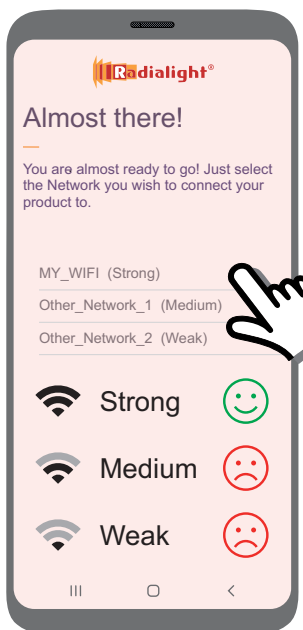 Radialight®
Almost there!
You are almost ready to go! Just select
the Network you wish to connect your
product to.
MY_WIFI (Strong)
Other_Network_1 (Medium)
Other_Network_2 (Weak)
Strong
Medium
Weak